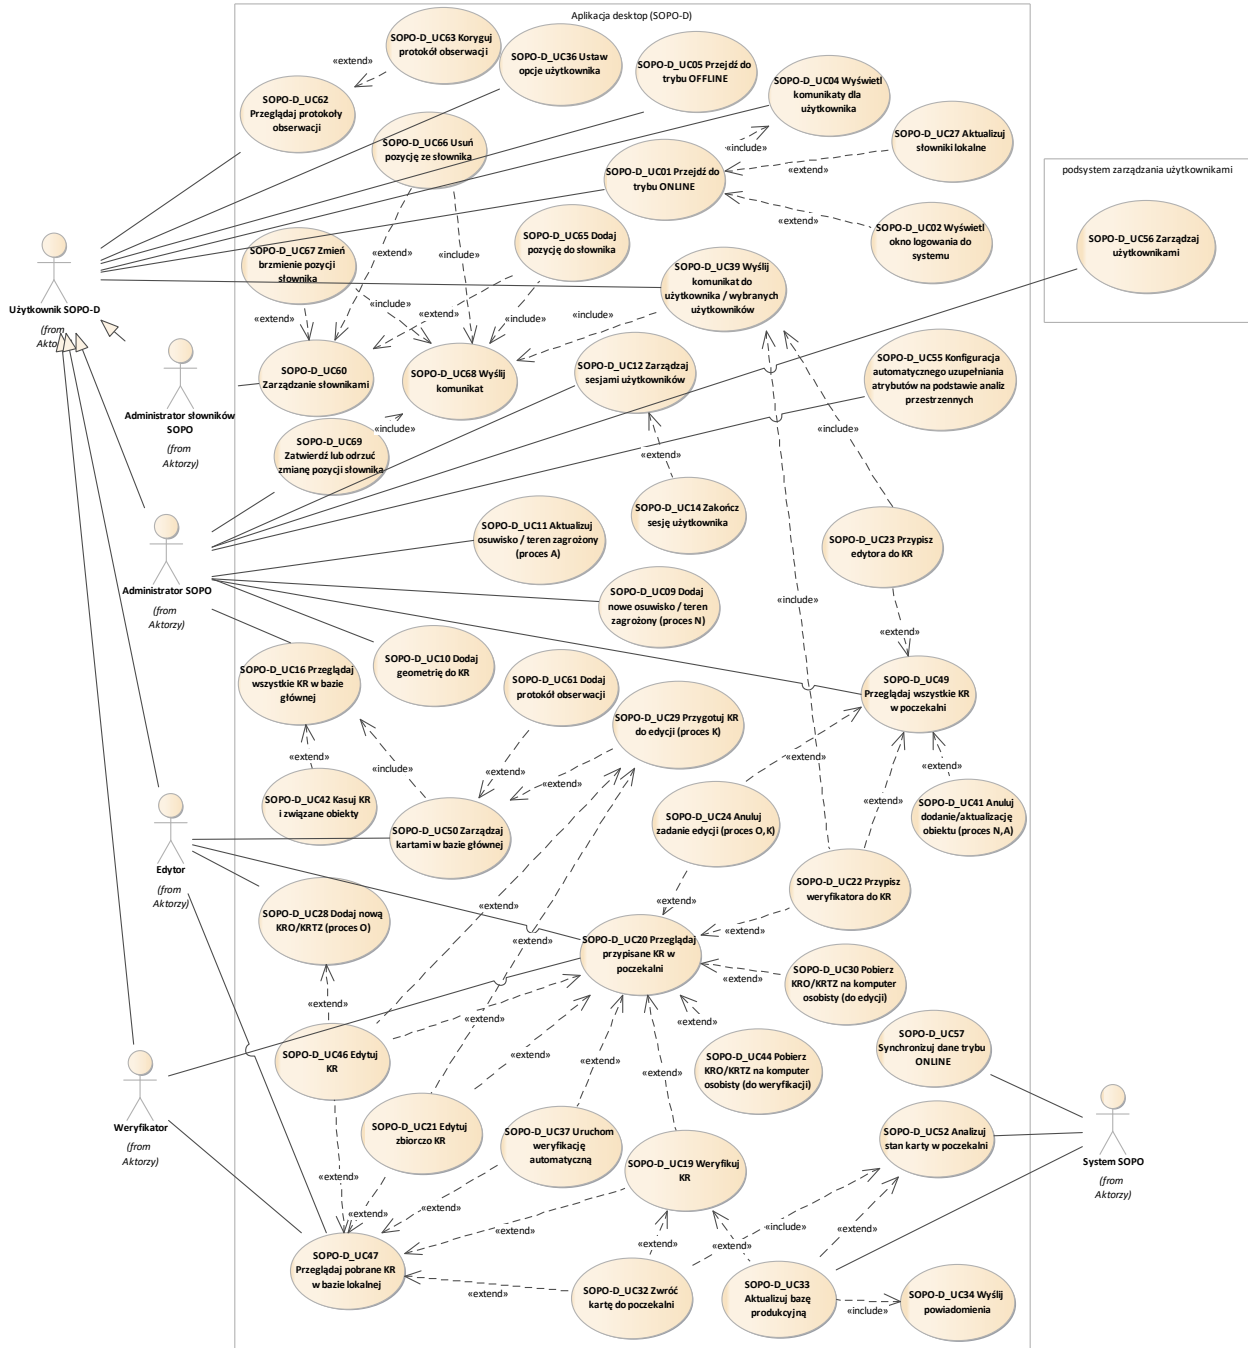 Aplikacja desktop (SOPO-D)
SOPO-D_UC63 Koryguj
protokół obserwacji
«extend»
SOPO-D_UC36 Ustaw
opcje użytkownika
SOPO-D_UC05 Przejdź do
trybu OFFLINE
SOPO-D_UC04 Wyświetl
komunikaty dla
użytkownika
SOPO-D_UC62
Przeglądaj protokoły
obserwacji
SOPO-D_UC66 Usuń
pozycję ze słownika
«include»
SOPO-D_UC27 Aktualizuj
słowniki lokalne
SOPO-D_UC01 Przejdź do
trybu ONLINE
«extend»
podsystem zarządzania użytkownikami
«extend»
SOPO-D_UC02 Wyświetl
okno logowania do
systemu
SOPO-D_UC56 Zarządzaj
użytkownikami
SOPO-D_UC65 Dodaj
pozycję do słownika
«extend»
«include»
SOPO-D_UC67 Zmień
brzmienie pozycji
słownika
SOPO-D_UC39 Wyślij
komunikat do
użytkownika / wybranych
użytkowników
Użytkownik SOPO-D
(from
Aktorzy)
«include»
«extend»
«extend»
«include»
«include»
SOPO-D_UC60
Zarządzanie słownikami
SOPO-D_UC68 Wyślij
komunikat
SOPO-D_UC12 Zarządzaj
sesjami użytkowników
SOPO-D_UC55 Konfiguracja
automatycznego uzupełniania
atrybutów na podstawie analiz
przestrzennych
Administrator słowników
SOPO
(from
Aktorzy)
«include»
«include»
SOPO-D_UC69
Zatwierdź lub odrzuć
zmianę pozycji słownika
«extend»
SOPO-D_UC14 Zakończ
sesję użytkownika
SOPO-D_UC11 Aktualizuj
osuwisko / teren zagrożony
(proces A)
SOPO-D_UC23 Przypisz
edytora do KR
Administrator SOPO
(from
Aktorzy)
SOPO-D_UC09 Dodaj
nowe osuwisko / teren
zagrożony (proces N)
«include»
«extend»
SOPO-D_UC16 Przeglądaj
wszystkie KR w bazie
głównej
SOPO-D_UC10 Dodaj
geometrię do KR
SOPO-D_UC61 Dodaj
protokół obserwacji
SOPO-D_UC49
Przeglądaj wszystkie KR
w poczekalni
SOPO-D_UC29 Przygotuj KR
do edycji (proces K)
«extend»
«include»
«extend»
«extend»
«extend»
«extend»
«extend»
SOPO-D_UC42 Kasuj KR
i związane obiekty
SOPO-D_UC50 Zarządzaj
kartami w bazie głównej
SOPO-D_UC24 Anuluj
zadanie edycji (proces O,K)
SOPO-D_UC41 Anuluj
dodanie/aktualizację
obiektu (proces N,A)
Edytor
(from
Aktorzy)
SOPO-D_UC22 Przypisz
weryfikatora do KR
SOPO-D_UC28 Dodaj nową
KRO/KRTZ (proces O)
«extend»
«extend»
«extend»
«extend»
SOPO-D_UC20 Przeglądaj
przypisane KR w
poczekalni
SOPO-D_UC30 Pobierz
KRO/KRTZ na komputer
osobisty (do edycji)
«extend»
«extend»
«extend»
«extend»
SOPO-D_UC57
Synchronizuj dane trybu
ONLINE
SOPO-D_UC46 Edytuj
KR
«extend»
«extend»
«extend»
SOPO-D_UC44 Pobierz
KRO/KRTZ na komputer
osobisty (do weryfikacji)
Weryfikator
(from
Aktorzy)
SOPO-D_UC21 Edytuj
zbiorczo KR
SOPO-D_UC37 Uruchom
weryfikację
automatyczną
SOPO-D_UC52 Analizuj
stan karty w poczekalni
System SOPO
(from
Aktorzy)
SOPO-D_UC19 Weryfikuj
KR
«extend»
«extend»
«extend»
«extend»
«extend»
«extend»
«include»
«extend»
SOPO-D_UC47
Przeglądaj pobrane KR
w bazie lokalnej
«extend»
SOPO-D_UC32 Zwróć
kartę do poczekalni
SOPO-D_UC33
Aktualizuj bazę
produkcyjną
«include»
SOPO-D_UC34 Wyślij
powiadomienia